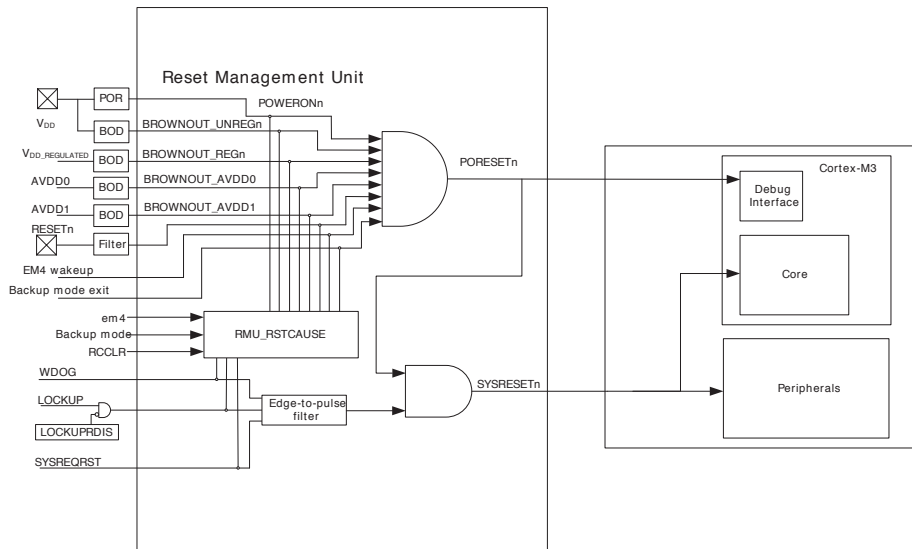 Reset Management Unit
POR
POWERONn
VDD
BOD
BROWNOUT_UNREGn
VDD_REGULATED
BOD
BROWNOUT_REGn
AVDD0
BOD
BROWNOUT_AVDD0
AVDD1
BOD
BROWNOUT_AVDD1
RESETn
Filter
EM4 wakeup
Backup mode exit
PORESETn
em4
Backup mode
RCCLR
RMU_RSTCAUSE
WDOG
LOCKUP
LOCKUPRDIS
SYSREQRST
Edge-to-pulse
filter
SYSRESETn
Cortex-M3
Debug
Interface
Core
Peripherals